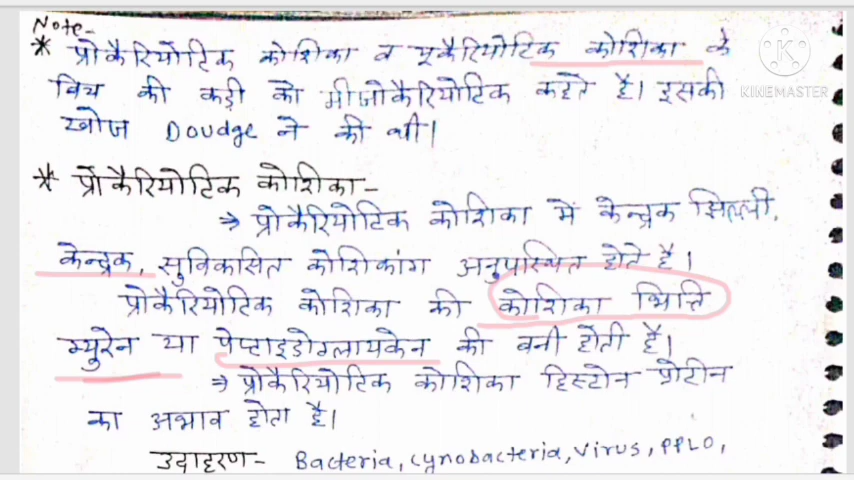 Note-
* प्रोकैरियोटिक कोशिका व यूकैरियोटिक कोशिका के
बिच की कड़ी को मीजोकैरियोटिक कहते है। इसकी
खोज Doudge ने की थी।
* प्रोकैरियोटिक कोशिका-
⇒ प्रोकैरियोटिक कोशिका में केन्द्रक झिल्ली,
केन्द्रक, सुविकसित कोशिकांग अनुपस्थित होते है।
प्रोकैरियोटिक कोशिका की कोशिका भित्ति
म्युरेन या पेप्टाइडोग्लायकेन की बनी होती है।
⇒ प्रोकैरियोटिक कोशिका हिस्टोन प्रोटीन
का अभाव होता है।
उदाहरण- Bacteria, Cynobacteria, Virus, PPLO,
KINEMASTER